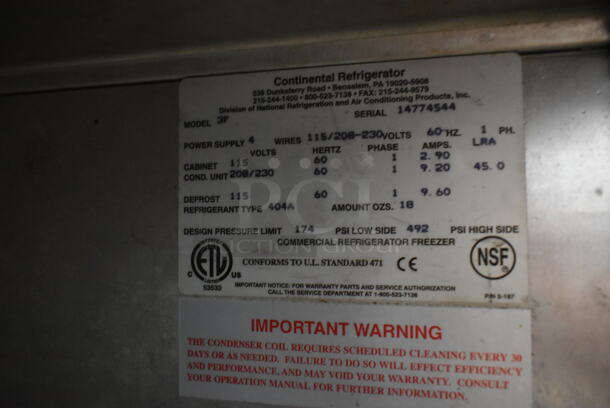 Continental Refrigerator
539 Dunksferry Road • Bensalem, PA 19020-5908
215-244-1400 • 800-523-7138 • FAX: 215-244-9579
Division of National Refrigeration and Air Conditioning Products, Inc.
MODEL 3F SERIAL 14774544
POWER SUPPLY 4 WIRES 115/208-230 VOLTS 60 HZ. 1 PH.
VOLTS HERTZ PHASE AMPS. LRA
CABINET 115 60 1 2.90
COND. UNIT 208/230 60 1 9.20 45.0
DEFROST 115 60 1 9.60
REFRIGERANT TYPE 404A AMOUNT OZS. 18
DESIGN PRESSURE LIMIT 174 PSI LOW SIDE 492 PSI HIGH SIDE
COMMERCIAL REFRIGERATOR FREEZER
CONFORMS TO U.L. STANDARD 471 CE
C ETL US
53533
NSF
IMPORTANT NOTICE: FOR WARRANTY PARTS AND SERVICE AUTHORIZATION
CALL THE SERVICE DEPARTMENT AT 1-800-523-7138
P/N 5-187
IMPORTANT WARNING
THE CONDENSER COIL REQUIRES SCHEDULED CLEANING EVERY 30
DAYS OR AS NEEDED. FAILURE TO DO SO WILL EFFECT EFFICIENCY
AND PERFORMANCE, AND MAY VOID YOUR WARRANTY. CONSULT
YOUR OPERATION MANUAL FOR FURTHER INFORMATION.